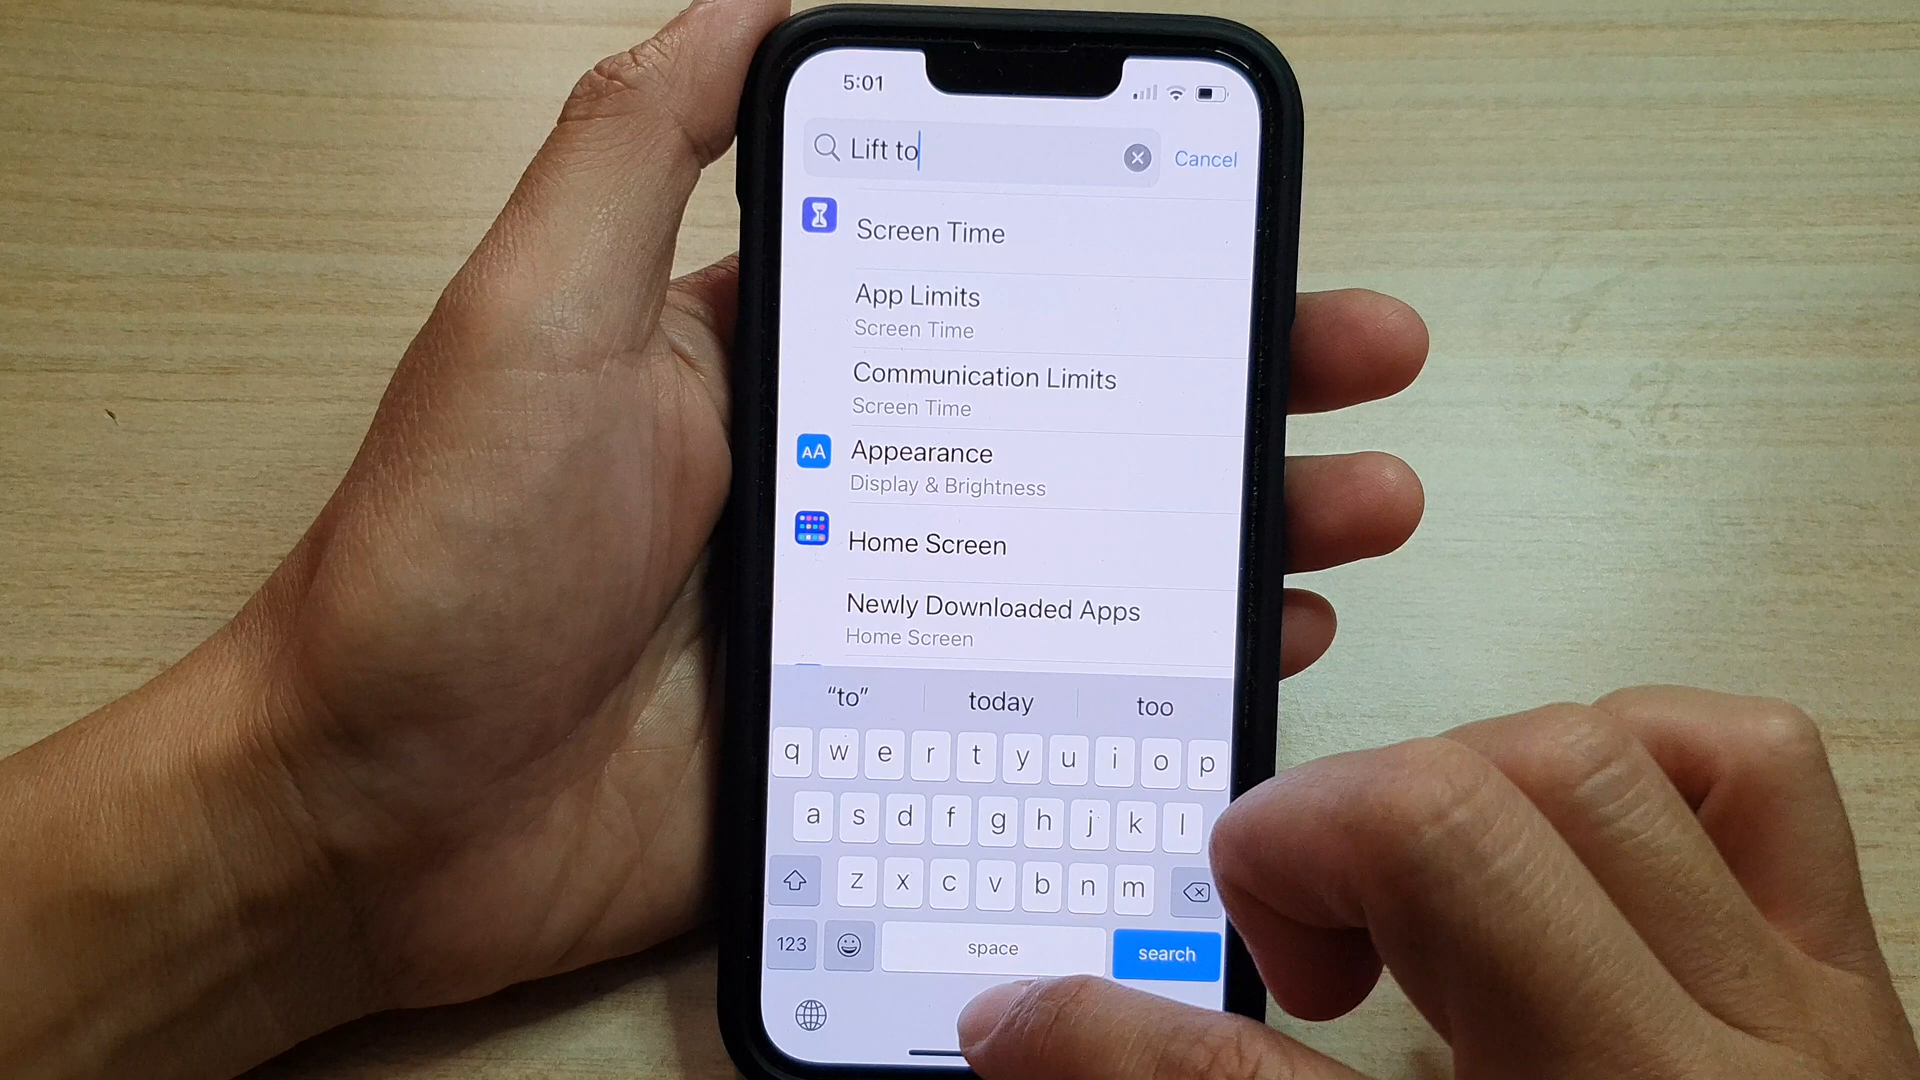 5:01
Lift to
Cancel
Screen Time
App Limits
Screen Time
Communication Limits
Screen Time
AA
Appearance
Display & Brightness
Home Screen
Newly Downloaded Apps
Home Screen
“to” today too
q w e r t y u i o p
a s d f g h j k l
z x c v b n m
123 space search